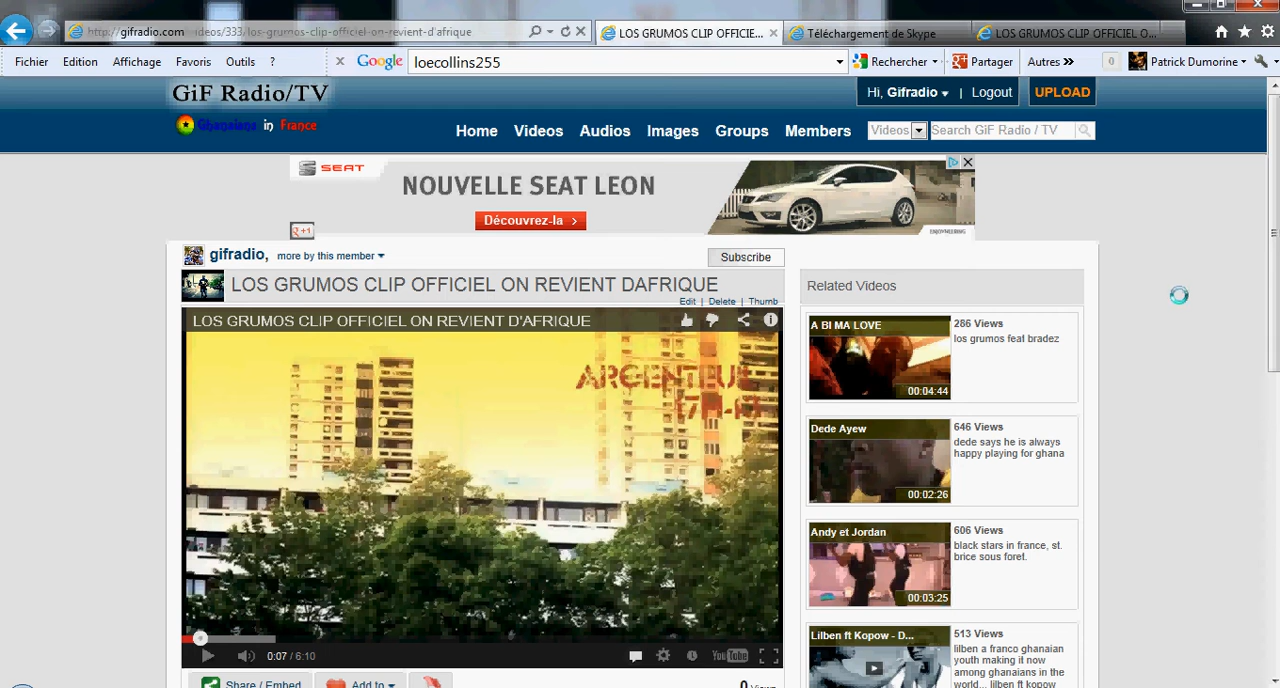 http://gifradio.com/videos/333/los-grumos-clip-officiel-on-revient-d'afrique
LOS GRUMOS CLIP OFFICIE...
Téléchargement de Skype
LOS GRUMOS CLIP OFFICIEL O...
Fichier Edition Affichage Favoris Outils ?
x Google loecollins255 Rechercher Partager Autres » 0 Patrick Dumorine
GiF Radio/TV
Hi, Gifradio | Logout UPLOAD
Ghanaians in France
Home Videos Audios Images Groups Members Videos Search GiF Radio / TV
SEAT
NOUVELLE SEAT LEON
Découvrez-la >
+1
ENJOYNEERING
gifradio, more by this member Subscribe
LOS GRUMOS CLIP OFFICIEL ON REVIENT DAFRIQUE
Edit | Delete | Thumb
Related Videos
LOS GRUMOS CLIP OFFICIEL ON REVIENT D'AFRIQUE
ARGENTEUIL
A BI MA LOVE
286 Views
los grumos feat bradez
00:04:44
Dede Ayew
646 Views
dede says he is always
happy playing for ghana
00:02:26
Andy et Jordan
606 Views
black stars in france, st.
brice sous foret.
00:03:25
Lilben ft Kopow - D...
513 Views
lilben a franco ghanaian
youth making it now
among ghanaians in the
world... lilben ft kopow
0:07 / 6:10
YouTube
Share / Embed Add to
0 Views